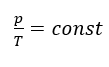 p/T = const